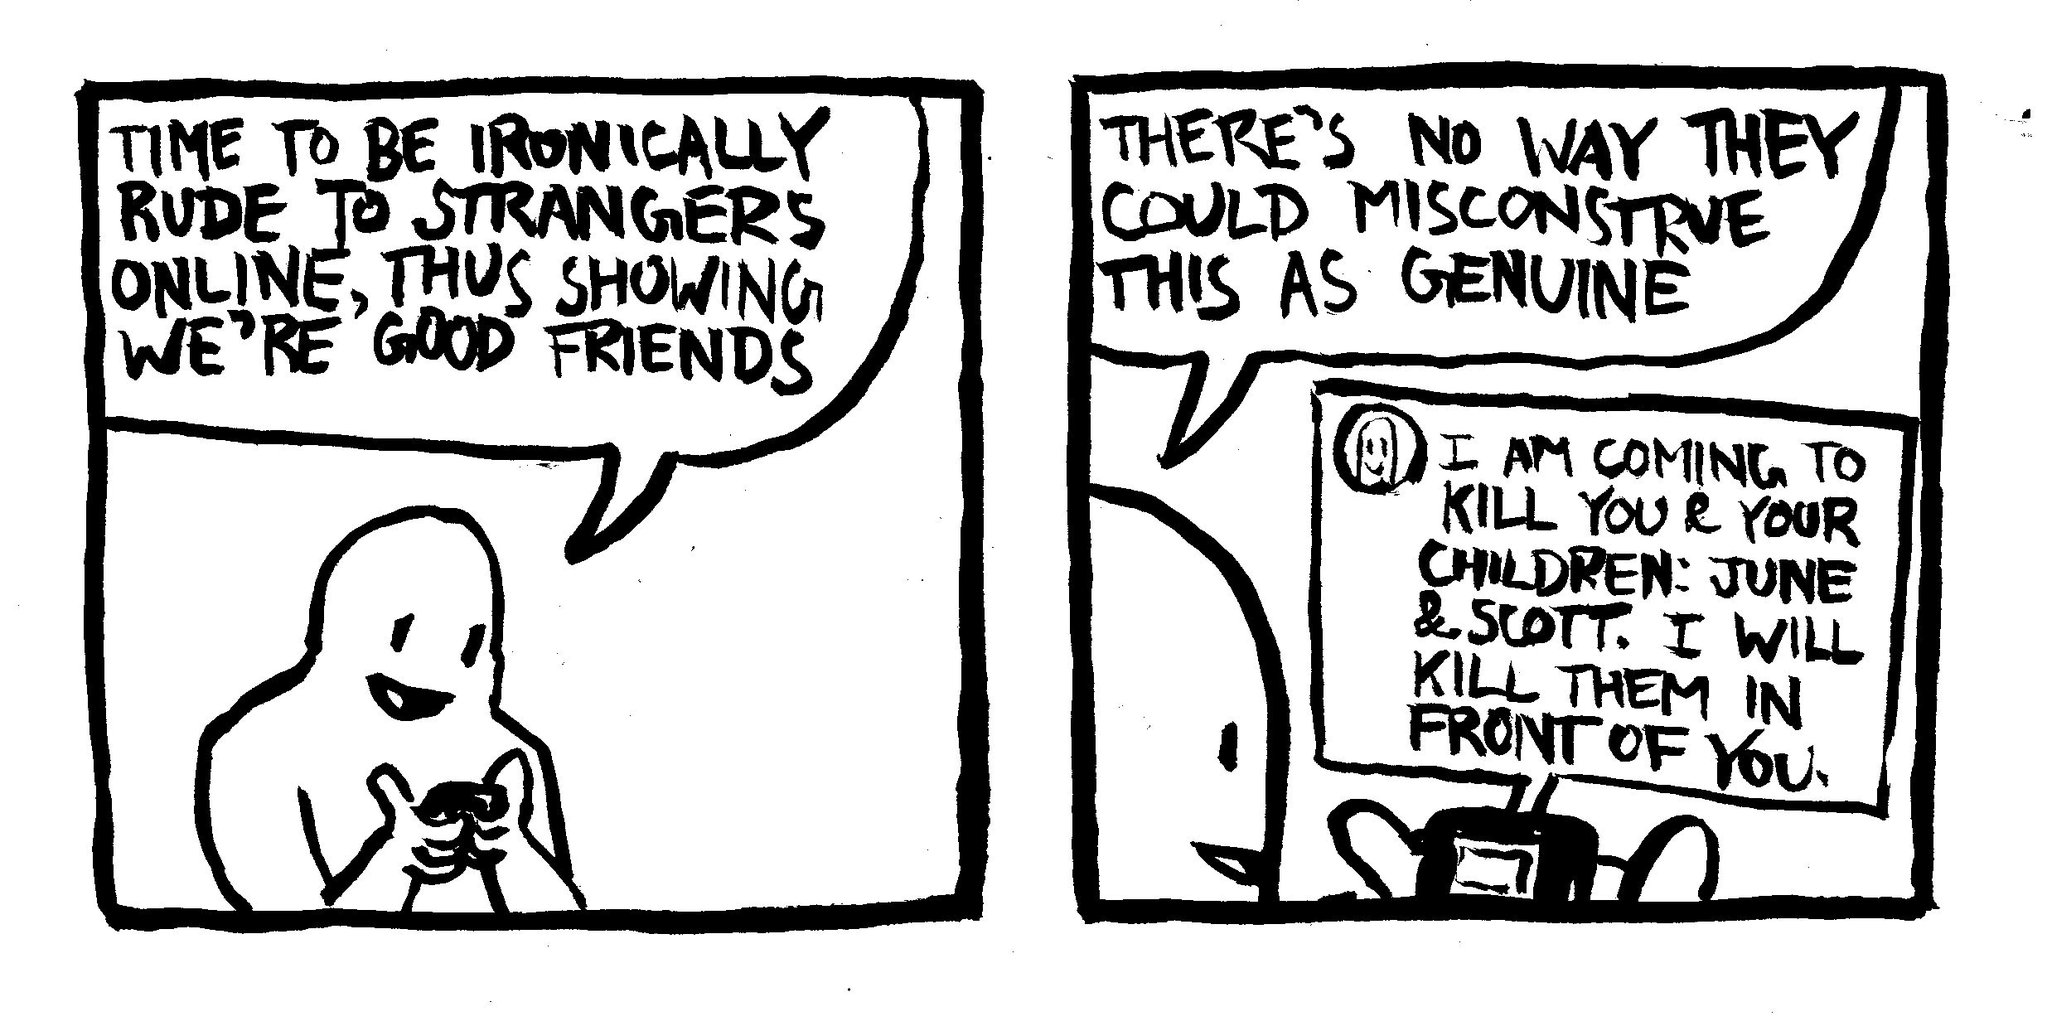 TIME TO BE IRONICALLY
RUDE TO STRANGERS
ONLINE, THUS SHOWING
WE'RE GOOD FRIENDS
THERE'S NO WAY THEY
COULD MISCONSTRUE
THIS AS GENUINE
I AM COMING TO
KILL YOU & YOUR
CHILDREN: JUNE
& SCOTT. I WILL
KILL THEM IN
FRONT OF YOU.